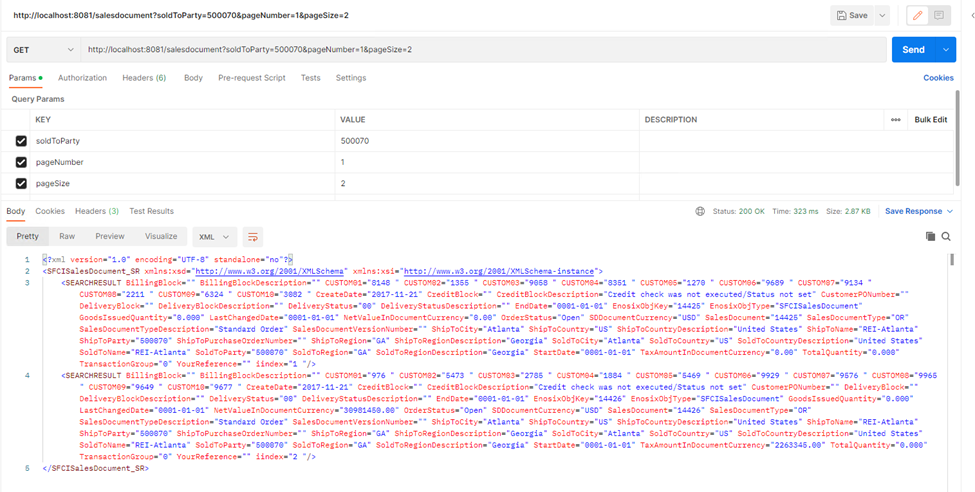 http://localhost:8081/salesdocument?soldToParty=500070&pageNumber=1&pageSize=2
Save
GET
http://localhost:8081/salesdocument?soldToParty=500070&pageNumber=1&pageSize=2
Send
Params
Authorization
Headers (6)
Body
Pre-request Script
Tests
Settings
Cookies
Query Params
KEY
VALUE
DESCRIPTION
Bulk Edit
soldToParty
500070
pageNumber
1
pageSize
2
Body
Cookies
Headers (3)
Test Results
Status: 200 OK
Time: 323 ms
Size: 2.87 KB
Save Response
Pretty
Raw
Preview
Visualize
XML
1 <?xml version="1.0" encoding="UTF-8" standalone="no"?>
2 <SFCISalesDocument_SR xmlns:xsd="http://www.w3.org/2001/XMLSchema" xmlns:xsi="http://www.w3.org/2001/XMLSchema-instance">
3 <SEARCHRESULT BillingBlock="" BillingBlockDescription="" CUSTOM01="8148 " CUSTOM02="1355 " CUSTOM03="9058 " CUSTOM04="8351 " CUSTOM05="1270 " CUSTOM06="9689 " CUSTOM07="9134 "
CUSTOM08="2211 " CUSTOM09="6324 " CUSTOM10="3082 " CreateDate="2017-11-21" CreditBlock="" CreditBlockDescription="Credit check was not executed/Status not set" CustomerPONumber=""
DeliveryBlock="" DeliveryBlockDescription="" DeliveryStatus="00" DeliveryStatusDescription="" EndDate="0001-01-01" EnosixObjKey="14425" EnosixObjType="SFCISalesDocument"
GoodsIssuedQuantity="0.000" LastChangedDate="0001-01-01" NetValueInDocumentCurrency="0.00" OrderStatus="Open" SDDocumentCurrency="USD" SalesDocument="14425" SalesDocumentType="OR"
SalesDocumentTypeDescription="Standard Order" SalesDocumentVersionNumber="" ShipToCity="Atlanta" ShipToCountry="US" ShipToCountryDescription="United States" ShipToName="REI-Atlanta"
ShipToParty="500070" ShipToPurchaseOrderNumber="" ShipToRegion="GA" ShipToRegionDescription="Georgia" SoldToCity="Atlanta" SoldToCountry="US" SoldToCountryDescription="United States"
SoldToName="REI-Atlanta" SoldToParty="500070" SoldToRegion="GA" SoldToRegionDescription="Georgia" StartDate="0001-01-01" TaxAmountInDocumentCurrency="0.00" TotalQuantity="0.000"
TransactionGroup="0" YourReference="" iindex="1 "/>
4 <SEARCHRESULT BillingBlock="" BillingBlockDescription="" CUSTOM01="976 " CUSTOM02="5473 " CUSTOM03="2785 " CUSTOM04="1884 " CUSTOM05="5469 " CUSTOM06="9929 " CUSTOM07="9576 " CUSTOM08="9965
" CUSTOM09="9649 " CUSTOM10="9677 " CreateDate="2017-11-21" CreditBlock="" CreditBlockDescription="Credit check was not executed/Status not set" CustomerPONumber="" DeliveryBlock=""
DeliveryBlockDescription="" DeliveryStatus="00" DeliveryStatusDescription="" EndDate="0001-01-01" EnosixObjKey="14426" EnosixObjType="SFCISalesDocument" GoodsIssuedQuantity="0.000"
LastChangedDate="0001-01-01" NetValueInDocumentCurrency="30981450.00" OrderStatus="Open" SDDocumentCurrency="USD" SalesDocument="14426" SalesDocumentType="OR"
SalesDocumentTypeDescription="Standard Order" SalesDocumentVersionNumber="" ShipToCity="Atlanta" ShipToCountry="US" ShipToCountryDescription="United States" ShipToName="REI-Atlanta"
ShipToParty="500070" ShipToPurchaseOrderNumber="" ShipToRegion="GA" ShipToRegionDescription="Georgia" SoldToCity="Atlanta" SoldToCountry="US" SoldToCountryDescription="United States"
SoldToName="REI-Atlanta" SoldToParty="500070" SoldToRegion="GA" SoldToRegionDescription="Georgia" StartDate="0001-01-01" TaxAmountInDocumentCurrency="2263345.00" TotalQuantity="0.000"
TransactionGroup="0" YourReference="" iindex="2 "/>
5 </SFCISalesDocument_SR>